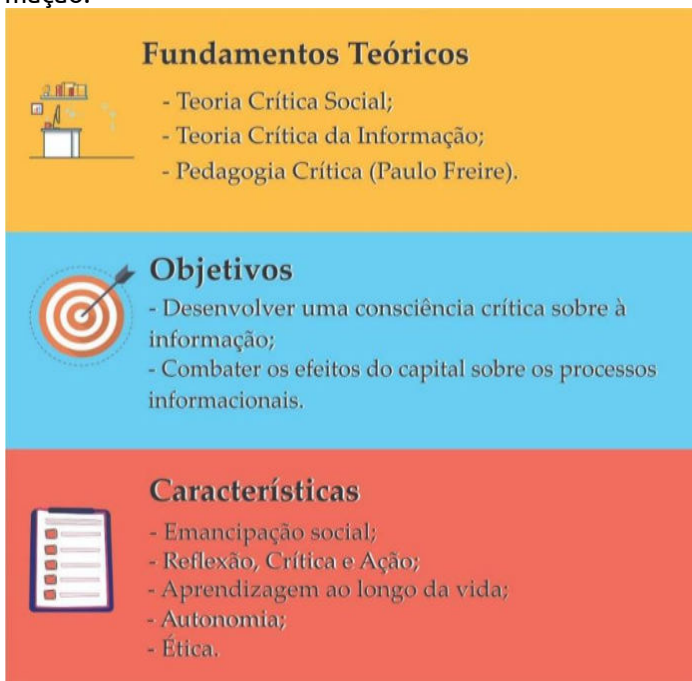 mação.
Fundamentos Teóricos
- Teoria Crítica Social;
- Teoria Crítica da Informação;
- Pedagogia Crítica (Paulo Freire).
Objetivos
- Desenvolver uma consciência crítica sobre à
informação;
- Combater os efeitos do capital sobre os processos
informacionais.
Características
- Emancipação social;
- Reflexão, Crítica e Ação;
- Aprendizagem ao longo da vida;
- Autonomia;
- Ética.